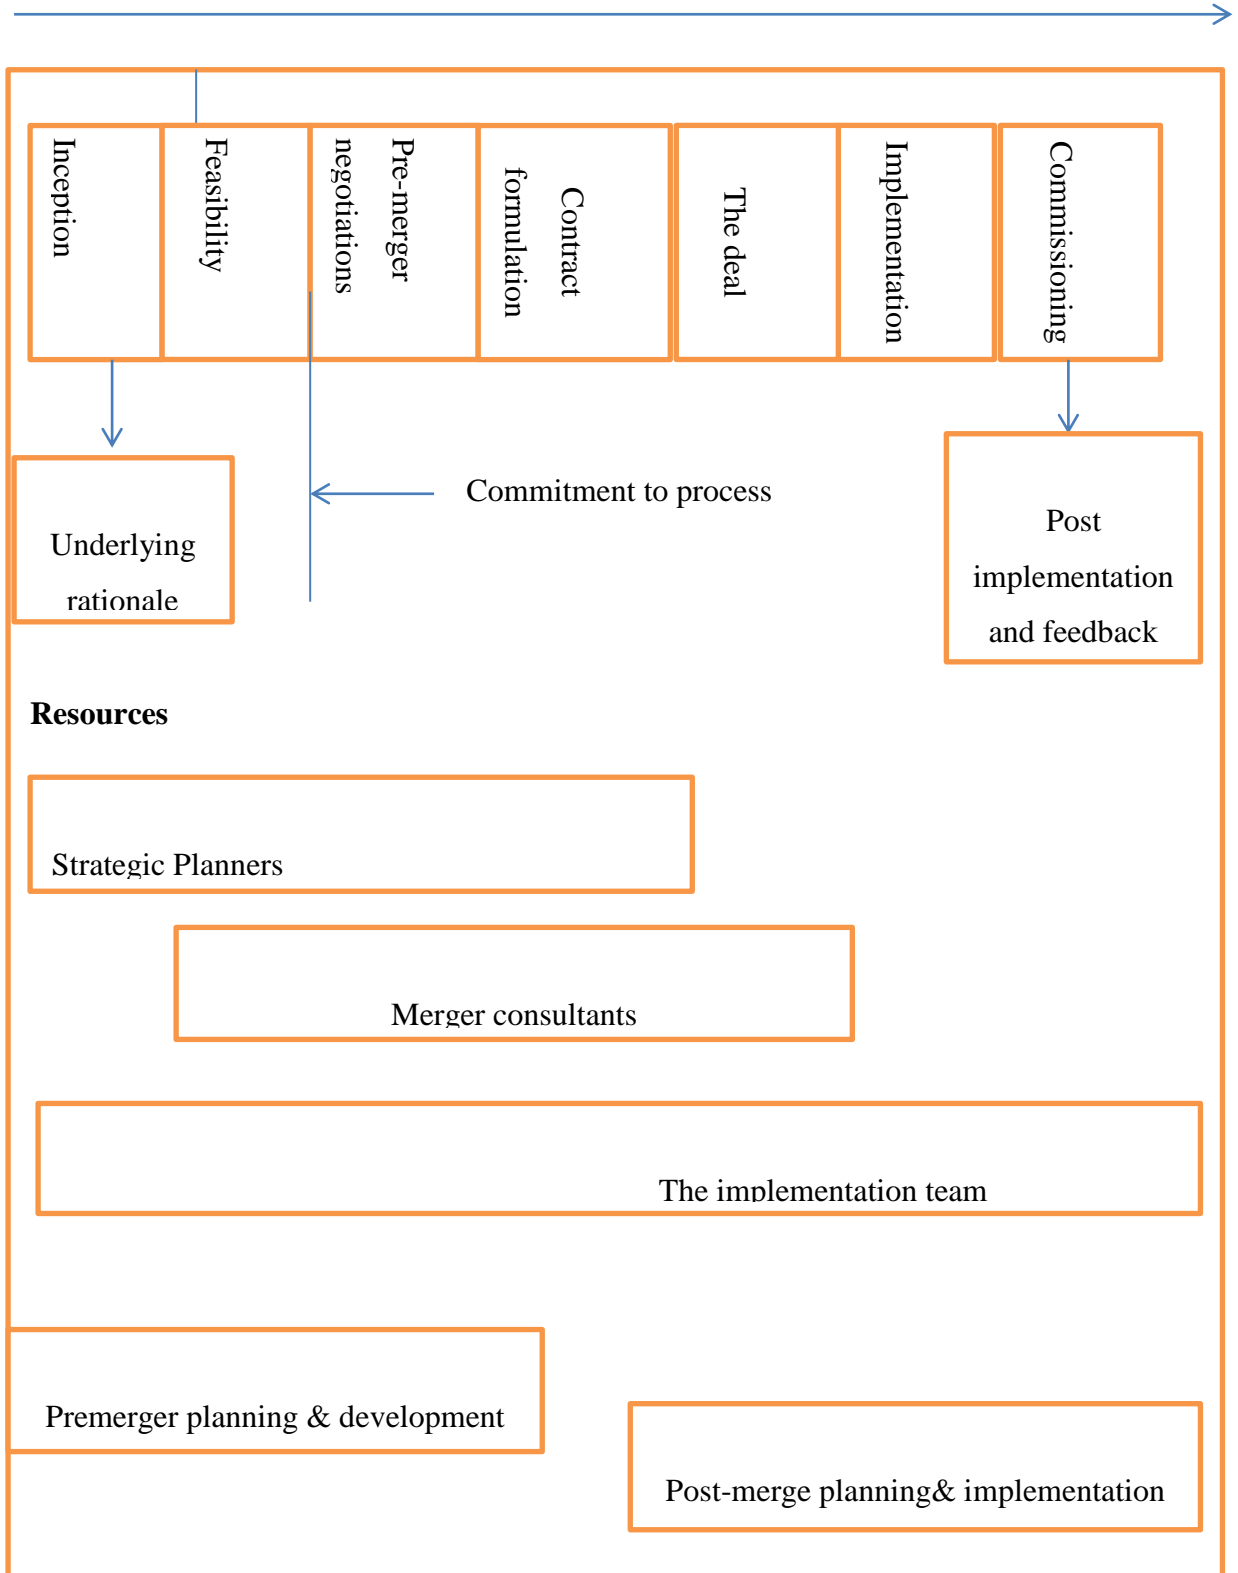 Inception
Feasibility
Pre-merger
negotiations
Contract
formulation
The deal
Implementation
Commissioning
Commitment to process
Underlying
rationale
Post
implementation
and feedback
Resources
Strategic Planners
Merger consultants
The implementation team
Premerger planning & development
Post-merge planning& implementation